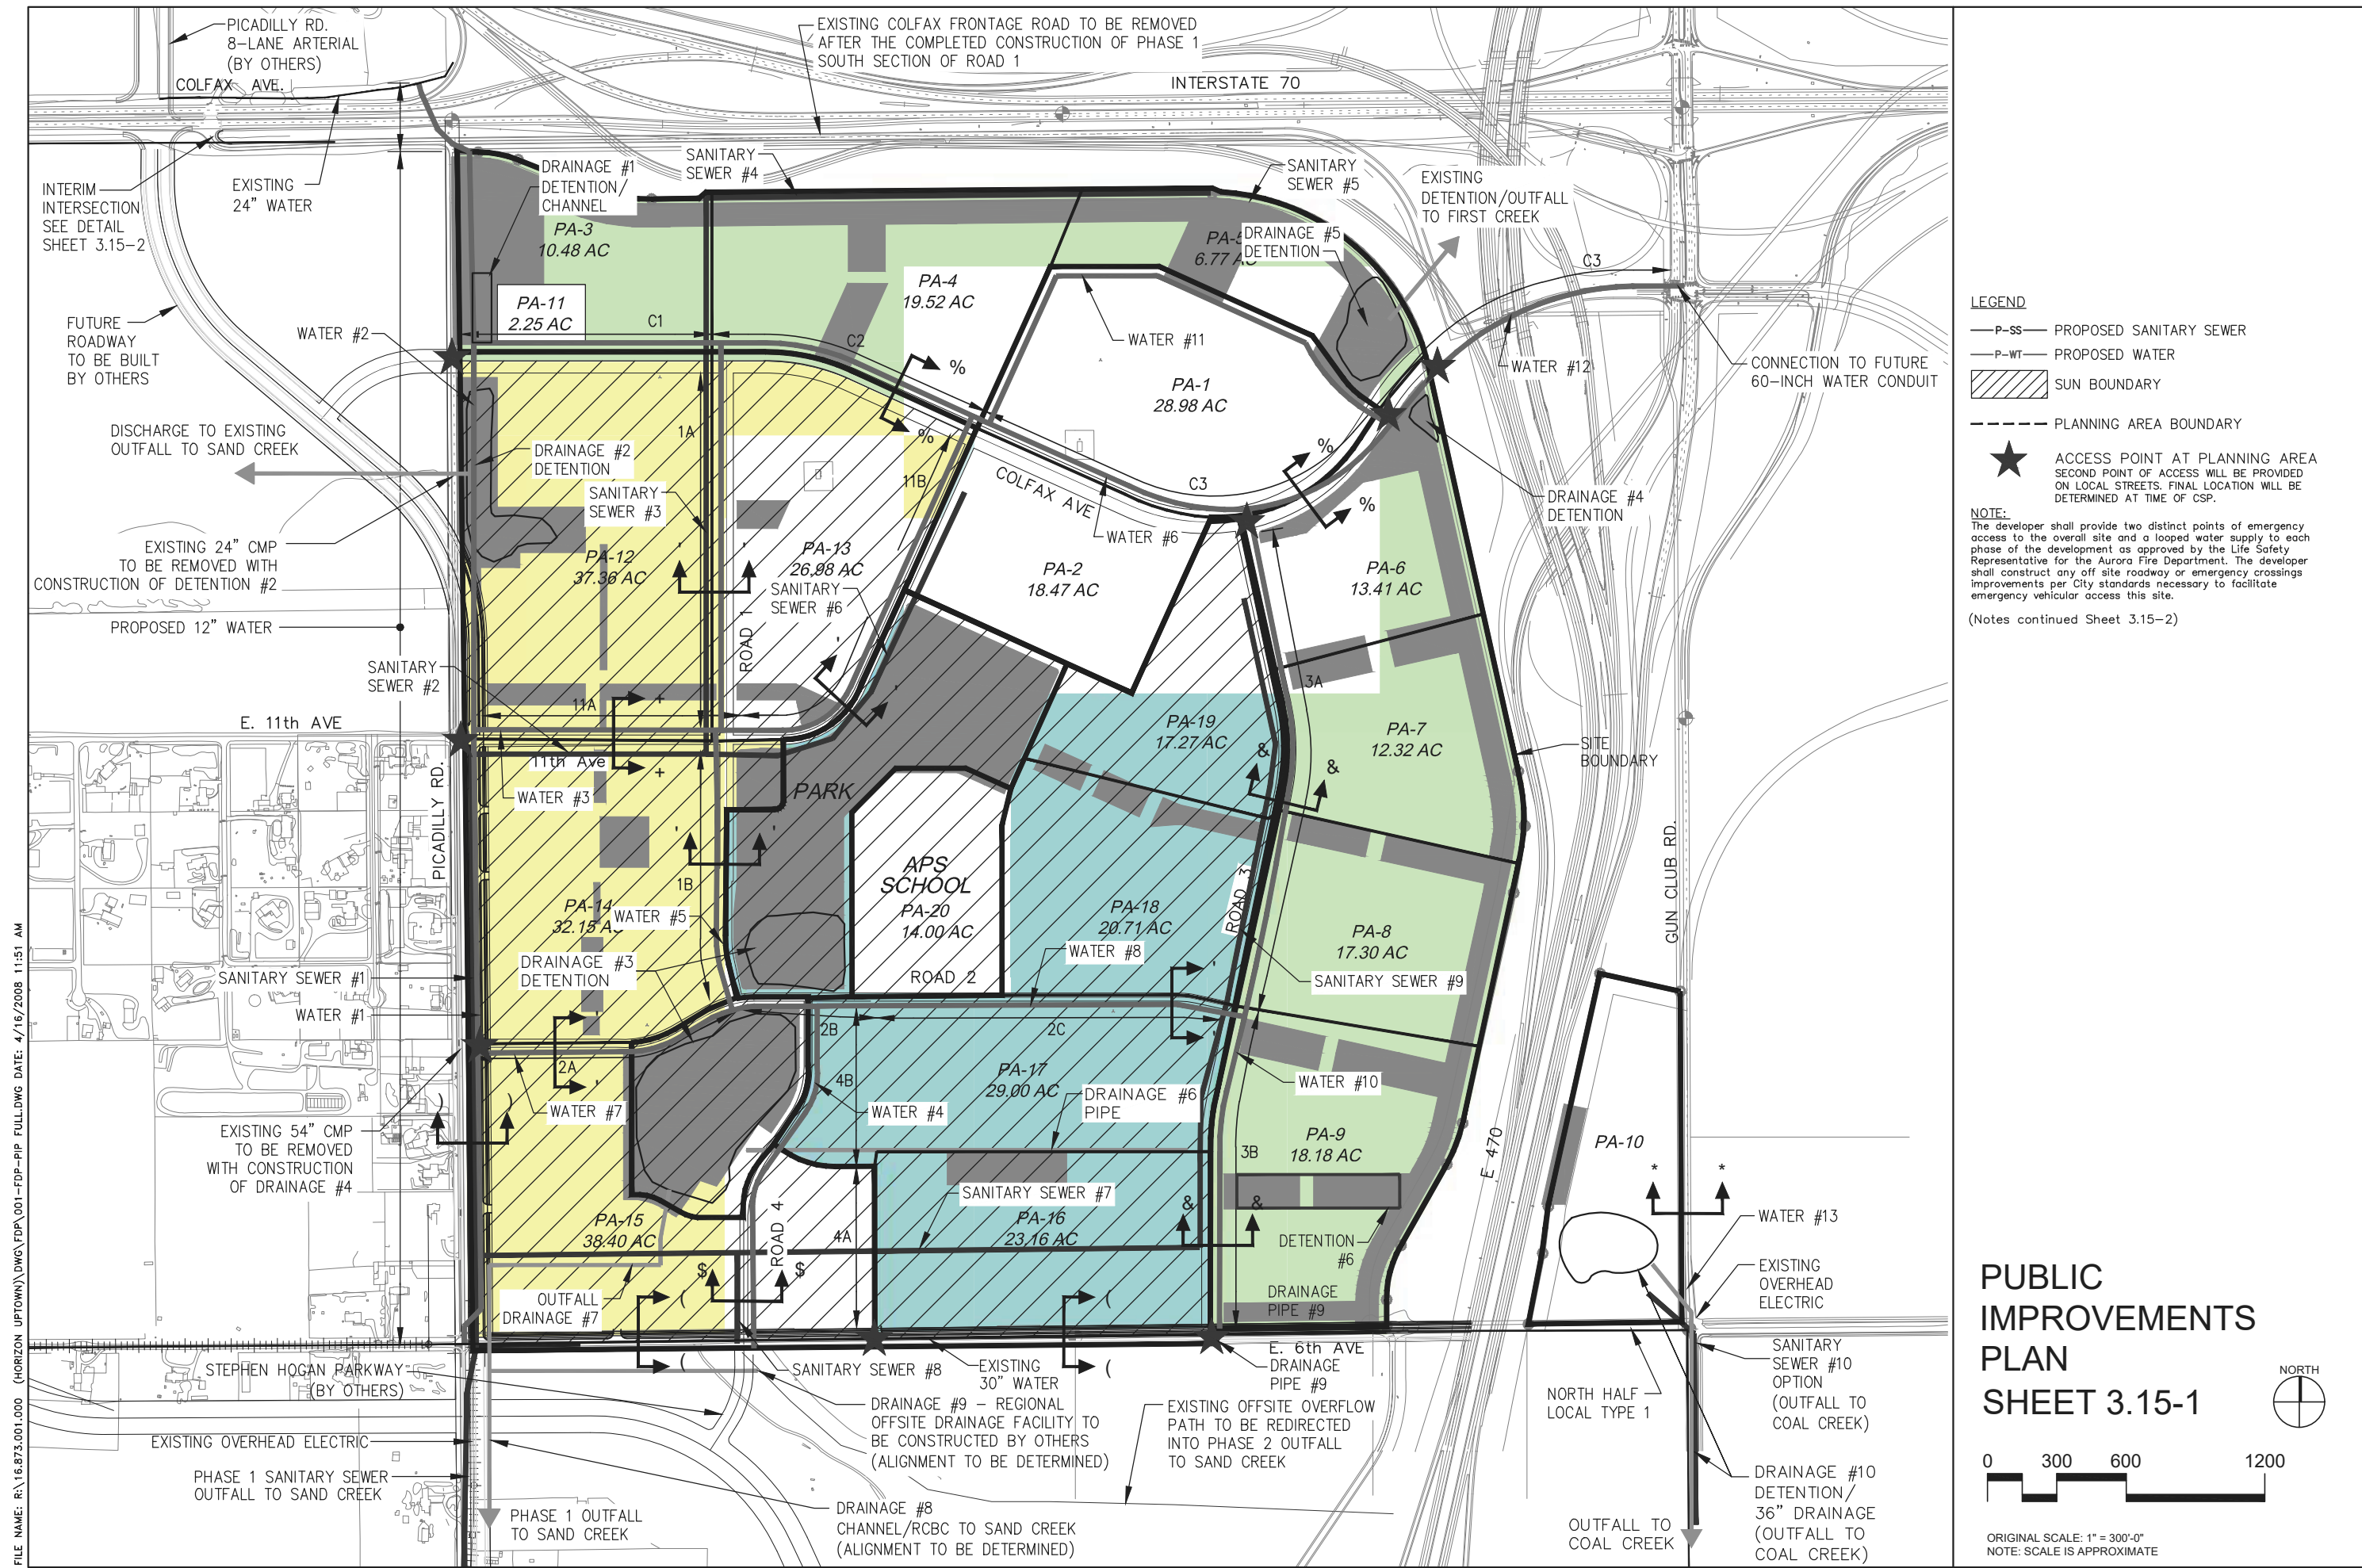 PICADILLY RD.
8-LANE ARTERIAL
(BY OTHERS)
COLFAX AVE.
EXISTING COLFAX FRONTAGE ROAD TO BE REMOVED
AFTER THE COMPLETED CONSTRUCTION OF PHASE 1
SOUTH SECTION OF ROAD 1
INTERSTATE 70
INTERIM
INTERSECTION
SEE DETAIL
SHEET 3.15-2
EXISTING
24" WATER
DRAINAGE #1
DETENTION/
CHANNEL
SANITARY
SEWER #4
SANITARY
SEWER #5
EXISTING
DETENTION/OUTFALL
TO FIRST CREEK
PA-3
10.48 AC
PA-11
2.25 AC
PA-4
19.52 AC
PA-5
6.77 AC
DRAINAGE #5
DETENTION
C3
FUTURE
ROADWAY
TO BE BUILT
BY OTHERS
WATER #2
C1
C2
WATER #11
WATER #12
CONNECTION TO FUTURE
60-INCH WATER CONDUIT
PA-1
28.98 AC
%
%
%
%
1A
11B
DISCHARGE TO EXISTING
OUTFALL TO SAND CREEK
DRAINAGE #2
DETENTION
SANITARY
SEWER #3
COLFAX AVE
C3
WATER #6
DRAINAGE #4
DETENTION
EXISTING 24" CMP
TO BE REMOVED WITH
CONSTRUCTION OF DETENTION #2
PA-12
37.36 AC
'
'
PA-13
26.98 AC
SANITARY
SEWER #6
PA-2
18.47 AC
PA-6
13.41 AC
PROPOSED 12" WATER
ROAD 1
'
'
SANITARY
SEWER #2
11A
+
+
3A
E. 11th AVE
11th Ave
PA-19
17.27 AC
&
&
PA-7
12.32 AC
SITE
BOUNDARY
PICADILLY RD.
WATER #3
PARK
'
'
1B
APS
SCHOOL
PA-20
14.00 AC
ROAD 2
PA-14
32.15 AC
WATER #5
DRAINAGE #3
DETENTION
PA-18
20.71 AC
WATER #8
ROAD 3
PA-8
17.30 AC
SANITARY SEWER #9
GUN CLUB RD.
SANITARY SEWER #1
WATER #1
'
'
2A
2B
2C
'
'
WATER #7
4B
WATER #4
PA-17
29.00 AC
DRAINAGE #6
PIPE
WATER #10
)
)
EXISTING 54" CMP
TO BE REMOVED
WITH CONSTRUCTION
OF DRAINAGE #4
3B
PA-9
18.18 AC
E 470
PA-10
*
*
SANITARY SEWER #7
PA-16
23.16 AC
&
&
DETENTION
#6
WATER #13
PA-15
38.40 AC
ROAD 4
4A
$
$
OUTFALL
DRAINAGE #7
(
(
(
(
DRAINAGE
PIPE #9
EXISTING
OVERHEAD
ELECTRIC
STEPHEN HOGAN PARKWAY
(BY OTHERS)
SANITARY SEWER #8
EXISTING
30" WATER
E. 6th AVE
DRAINAGE
PIPE #9
NORTH HALF
LOCAL TYPE 1
SANITARY
SEWER #10
OPTION
(OUTFALL TO
COAL CREEK)
DRAINAGE #9 - REGIONAL
OFFSITE DRAINAGE FACILITY TO
BE CONSTRUCTED BY OTHERS
(ALIGNMENT TO BE DETERMINED)
EXISTING OFFSITE OVERFLOW
PATH TO BE REDIRECTED
INTO PHASE 2 OUTFALL
TO SAND CREEK
EXISTING OVERHEAD ELECTRIC
PHASE 1 SANITARY SEWER
OUTFALL TO SAND CREEK
PHASE 1 OUTFALL
TO SAND CREEK
DRAINAGE #8
CHANNEL/RCBC TO SAND CREEK
(ALIGNMENT TO BE DETERMINED)
OUTFALL TO
COAL CREEK
DRAINAGE #10
DETENTION/
36" DRAINAGE
(OUTFALL TO
COAL CREEK)
FILE NAME: R:\16.873.0001.000 (HORIZON UPTOWN)\DWG\FDP\001-FDP-PIP FULL.DWG DATE: 4/16/2008 11:51 AM
LEGEND
P-SS PROPOSED SANITARY SEWER
P-WT PROPOSED WATER
SUN BOUNDARY
PLANNING AREA BOUNDARY
ACCESS POINT AT PLANNING AREA
SECOND POINT OF ACCESS WILL BE PROVIDED
ON LOCAL STREETS. FINAL LOCATION WILL BE
DETERMINED AT TIME OF CSP.
NOTE:
The developer shall provide two distinct points of emergency
access to the overall site and a looped water supply to each
phase of the development as approved by the Life Safety
Representative for the Aurora Fire Department. The developer
shall construct any off site roadway or emergency crossings
improvements per City standards necessary to facilitate
emergency vehicular access this site.
(Notes continued Sheet 3.15-2)
PUBLIC
IMPROVEMENTS
PLAN
SHEET 3.15-1
NORTH
0 300 600 1200
ORIGINAL SCALE: 1" = 300'-0"
NOTE: SCALE IS APPROXIMATE